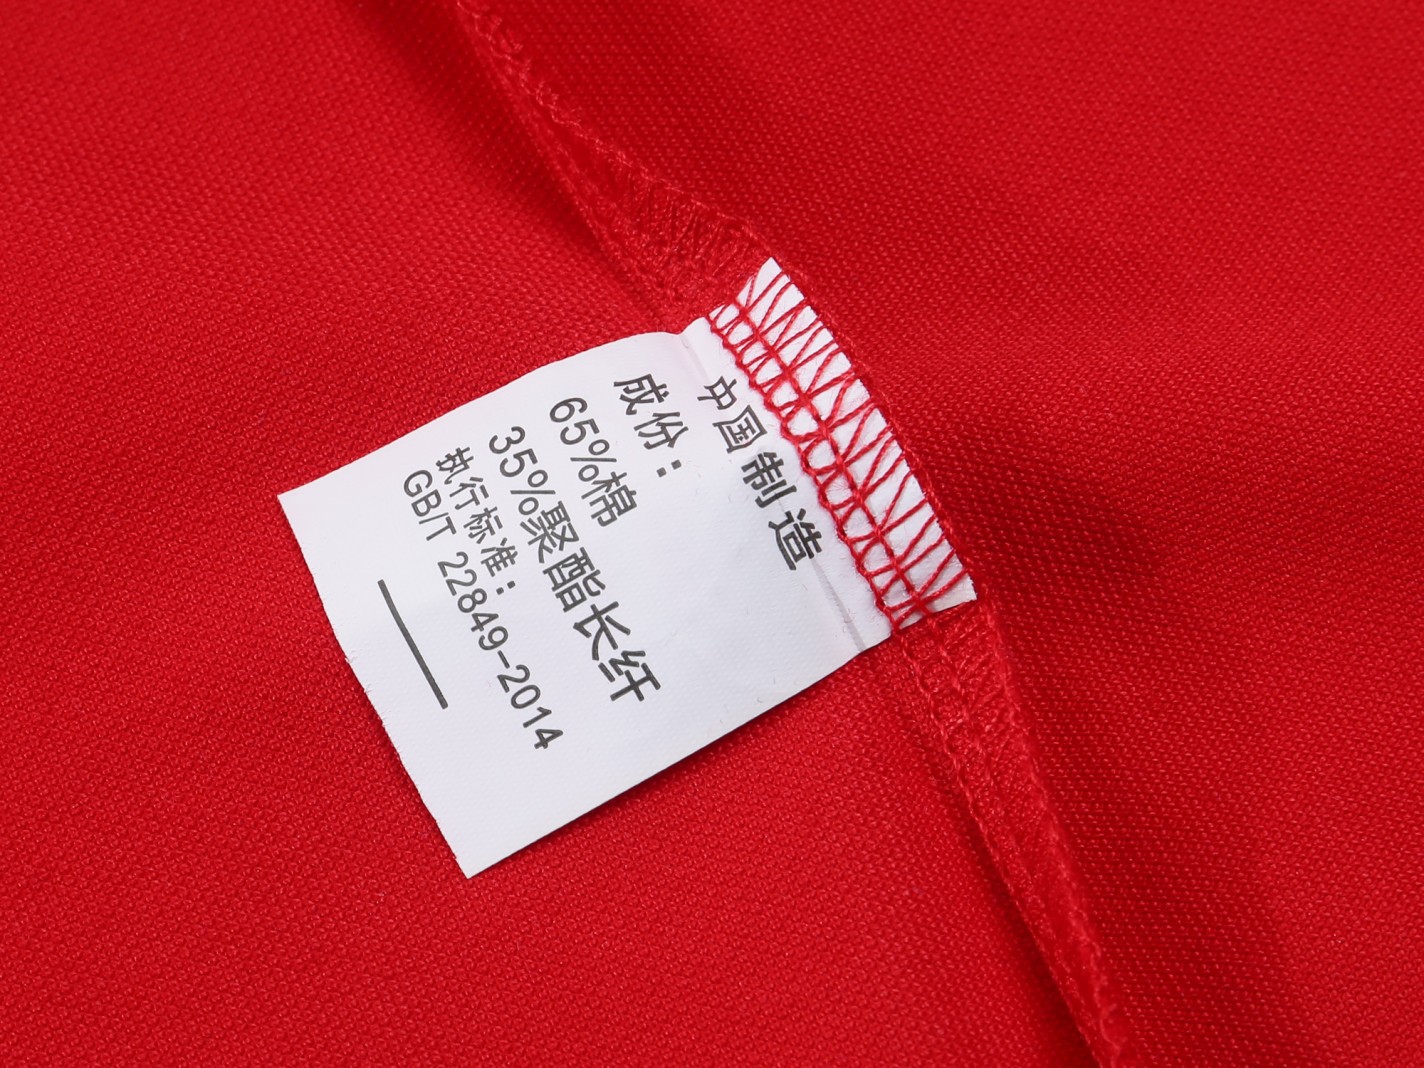 中国制造
成份：
65%棉
35%聚酯长纤
执行标准：
GB/T 22849-2014